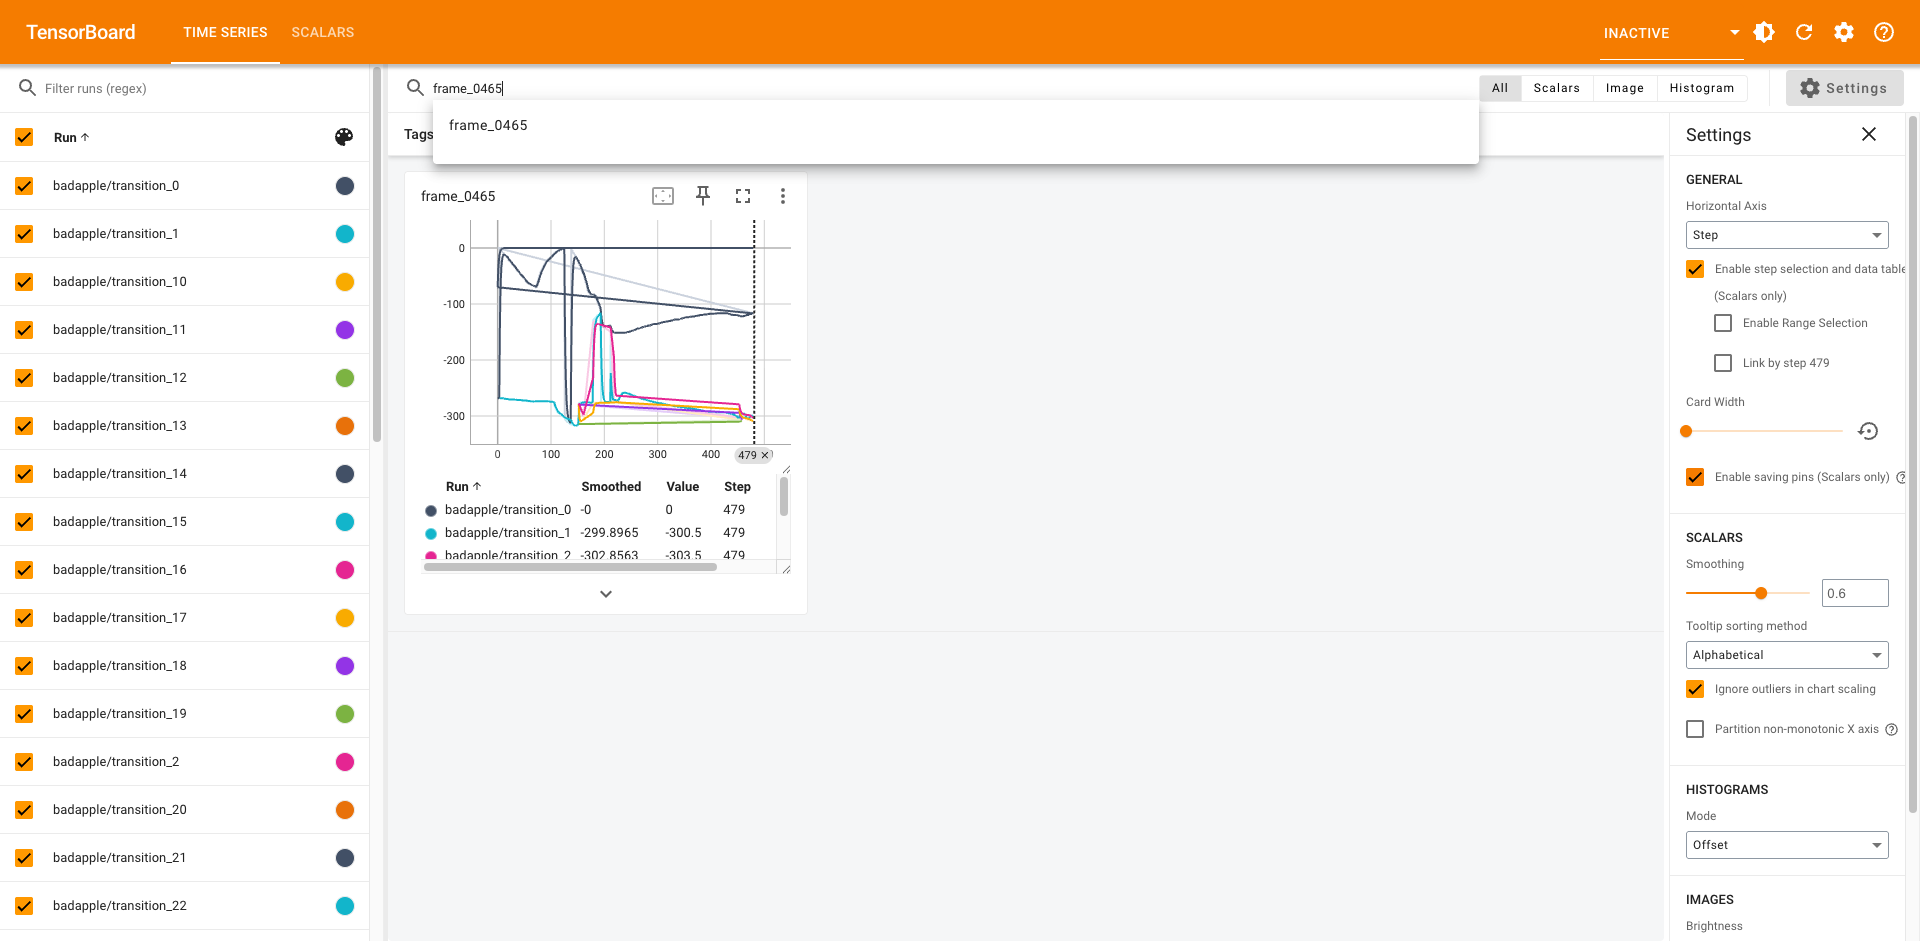 TensorBoard
TIME SERIES
SCALARS
INACTIVE
Filter runs (regex)
frame_0465
All
Scalars
Image
Histogram
Settings
frame_0465
Run
Tags
Settings
badapple/transition_0
badapple/transition_1
badapple/transition_10
badapple/transition_11
badapple/transition_12
badapple/transition_13
badapple/transition_14
badapple/transition_15
badapple/transition_16
badapple/transition_17
badapple/transition_18
badapple/transition_19
badapple/transition_2
badapple/transition_20
badapple/transition_21
badapple/transition_22
frame_0465
0
-100
-200
-300
0
100
200
300
400
479
Run Smoothed Value Step
badapple/transition_0 -0 0 479
badapple/transition_1 -299.8965 -300.5 479
badapple/transition_2 -302.8563 -303.5 479
GENERAL
Horizontal Axis
Step
Enable step selection and data table
(Scalars only)
Enable Range Selection
Link by step 479
Card Width
Enable saving pins (Scalars only)
SCALARS
Smoothing
0.6
Tooltip sorting method
Alphabetical
Ignore outliers in chart scaling
Partition non-monotonic X axis
HISTOGRAMS
Mode
Offset
IMAGES
Brightness